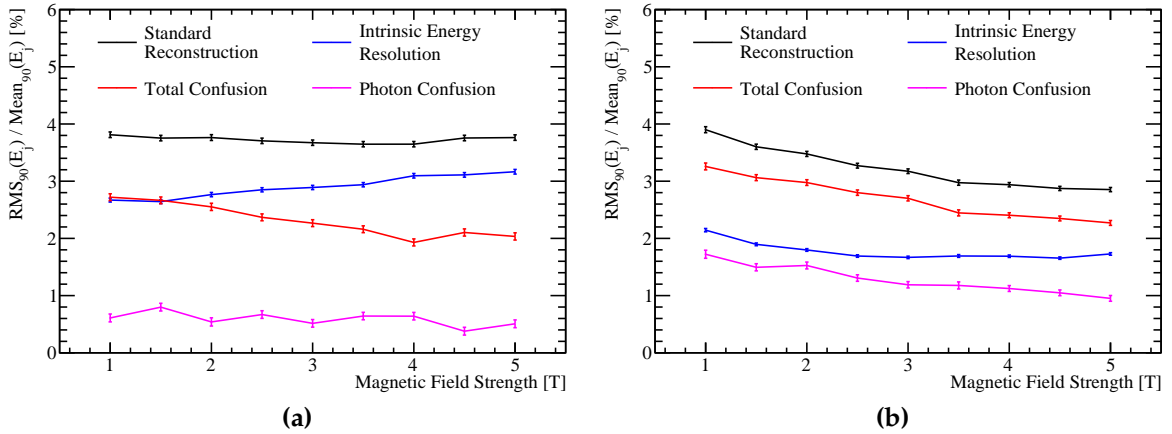 RMS90(Ej) / Mean90(Ej) [%]
6
5
4
3
2
1
0
Standard Reconstruction
Intrinsic Energy Resolution
Total Confusion
Photon Confusion
1 2 3 4 5
Magnetic Field Strength [T]
(a)
RMS90(Ej) / Mean90(Ej) [%]
6
5
4
3
2
1
0
Standard Reconstruction
Intrinsic Energy Resolution
Total Confusion
Photon Confusion
1 2 3 4 5
Magnetic Field Strength [T]
(b)